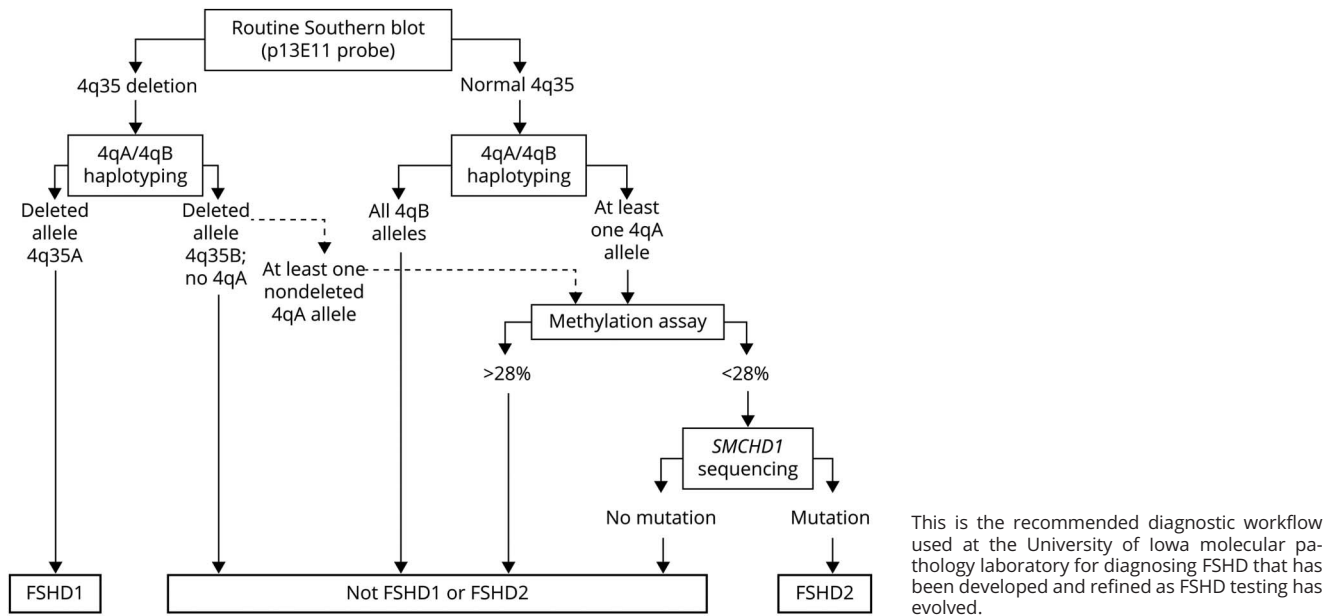 Routine Southern blot
(p13E11 probe)
4q35 deletion
Normal 4q35
4qA/4qB
haplotyping
4qA/4qB
haplotyping
Deleted
allele
4q35A
Deleted
allele
4q35B;
no 4qA
At least one
nondeleted
4qA allele
All 4qB
alleles
At least
one 4qA
allele
Methylation assay
>28%
<28%
SMCHD1
sequencing
No mutation
Mutation
FSHD1
Not FSHD1 or FSHD2
FSHD2
This is the recommended diagnostic workflow
used at the University of Iowa molecular pa-
thology laboratory for diagnosing FSHD that has
been developed and refined as FSHD testing has
evolved.